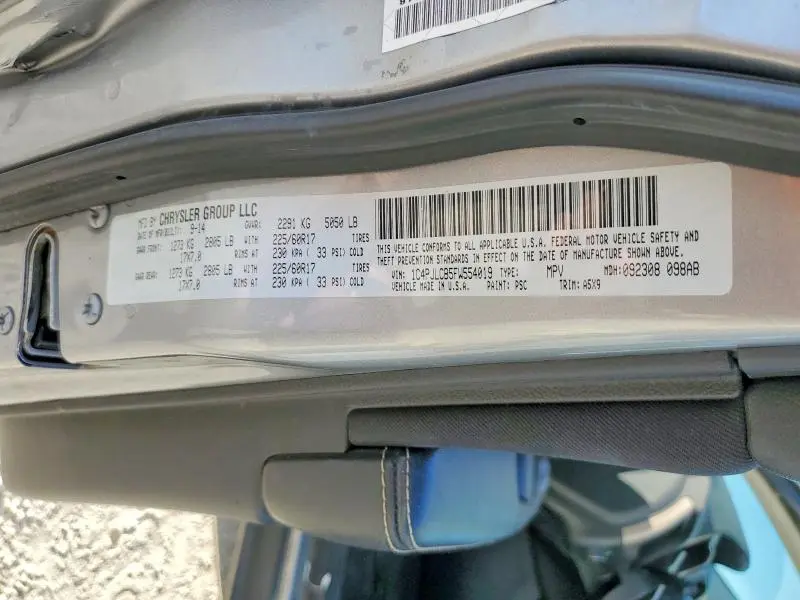 MFD BY CHRYSLER GROUP LLC
DATE OF MFR(BUILT): 9-14 GVWR: 2291 KG 5050 LB
GAWR FRONT: 1273 KG 2805 LB WITH 225/60R17 TIRES
17X7.0 RIMS AT 230 KPA ( 33 PSI) COLD
GAWR REAR: 1273 KG 2805 LB WITH 225/60R17 TIRES
17X7.0 RIMS AT 230 KPA ( 33 PSI) COLD
THIS VEHICLE CONFORMS TO ALL APPLICABLE U.S.A. FEDERAL MOTOR VEHICLE SAFETY AND
THEFT PREVENTION STANDARDS IN EFFECT ON THE DATE OF MANUFACTURE SHOWN ABOVE.
VIN: 1C4PJLCB5FW554019 TYPE: MPV MDH: 092308 098AB
VEHICLE MADE IN U.S.A. PAINT: PSC TRIM: A5X9